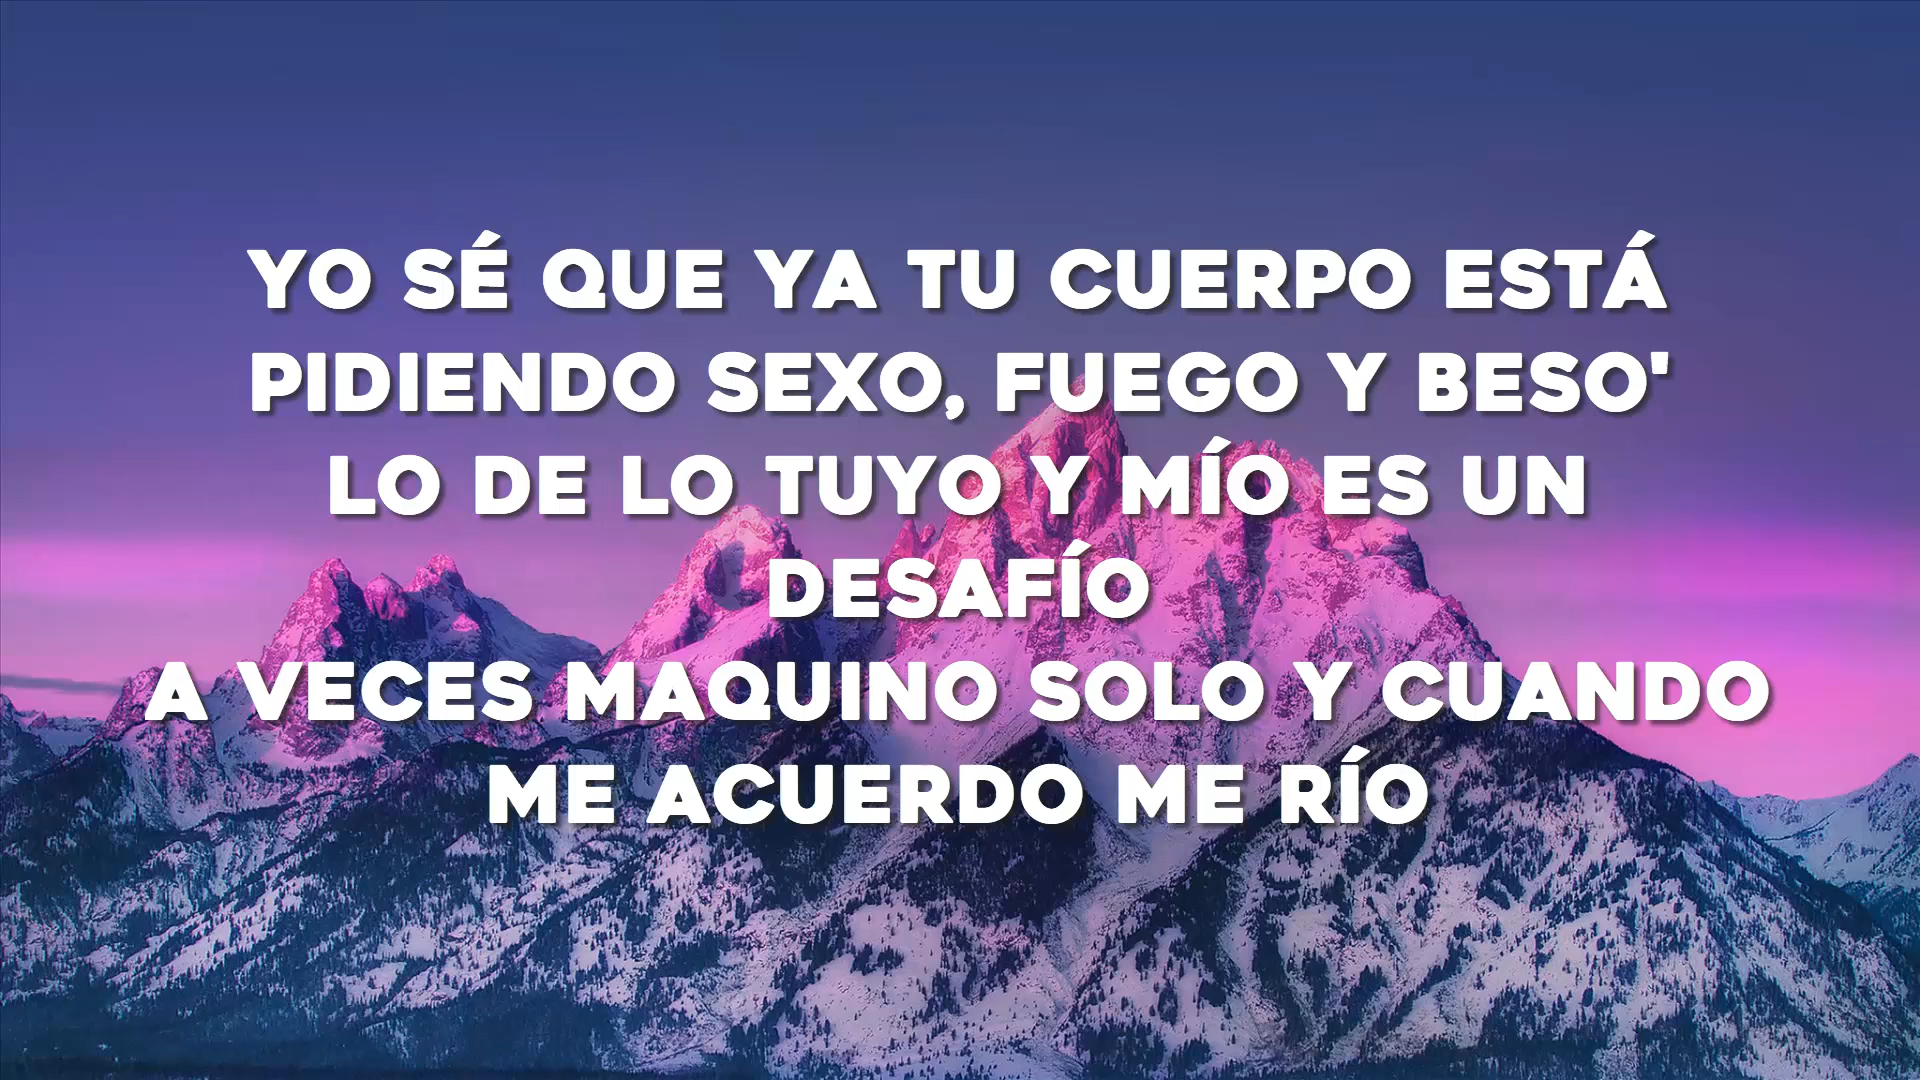 YO SÉ QUE YA TU CUERPO ESTÁ
PIDIENDO SEXO, FUEGO Y BESO'
LO DE LO TUYO Y MÍO ES UN
DESAFÍO
A VECES MAQUINO SOLO Y CUANDO
ME ACUERDO ME RÍO